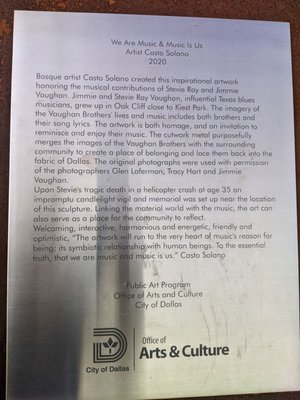 We Are Music & Music Is Us
Artist Casto Solano
2020
Basque artist Casto Solano created this inspirational artwork
honoring the musical contributions of Stevie Ray and Jimmie
Vaughan. Jimmie and Stevie Ray Vaughan, influential Texas blues
musicians, grew up in Oak Cliff close to Kiest Park. The imagery of
the Vaughan Brothers' lives and music includes both brothers and
their song lyrics. The artwork is both homage, and an invitation to
reminisce and enjoy their music. The cutwork metal purposefully
merges the images of the Vaughan Brothers with the surrounding
community to create a place of belonging and lace them back into the
fabric of Dallas. The original photographs were used with permission
of the photographers Glen Laferman, Tracy Hart and Jimmie
Vaughan.
Upon Stevie's tragic death in a helicopter crash at age 35 an
impromptu candlelight vigil and memorial was set up near the location
of this sculpture. Linking the material world with the music, the art can
also serve as a place for the community to reflect.
Welcoming, interactive, harmonious and energetic, friendly and
optimistic, "The artwork will run to the very heart of music's reason for
being; its symbiotic relationship with human beings. To the essential
truth, that we are music and music is us." Casto Solano
Public Art Program
Office of Arts and Culture
City of Dallas
City of Dallas
Office of
Arts & Culture